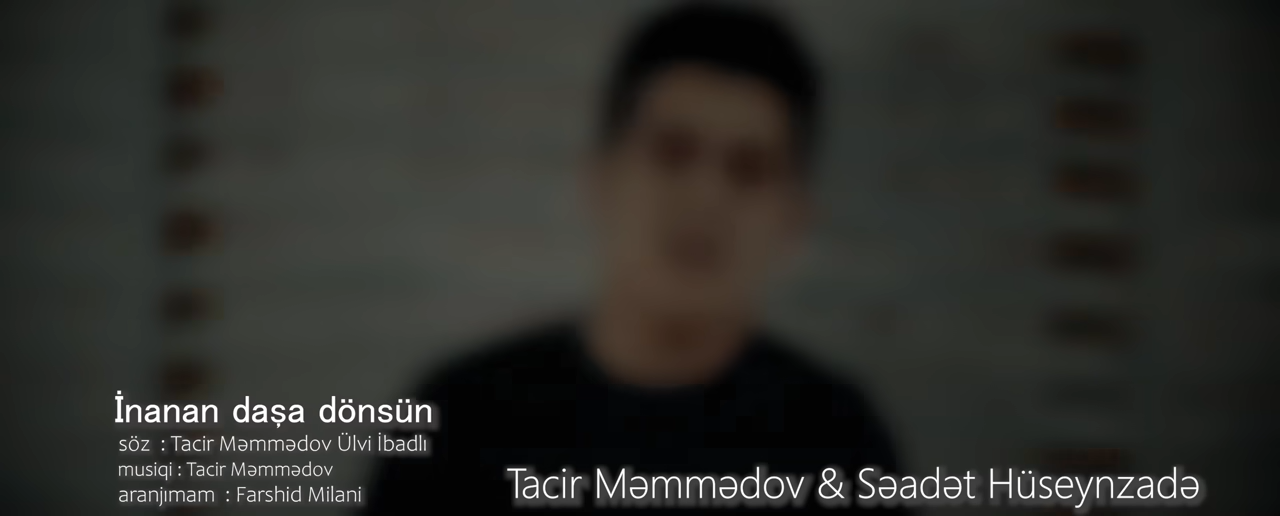 İnanan daşa dönsün
söz : Tacir Məmmədov Ülvi İbadlı
musiqi : Tacir Məmmədov
aranjımam : Farshid Milani
Tacir Məmmədov & Səadət Hüseynzadə